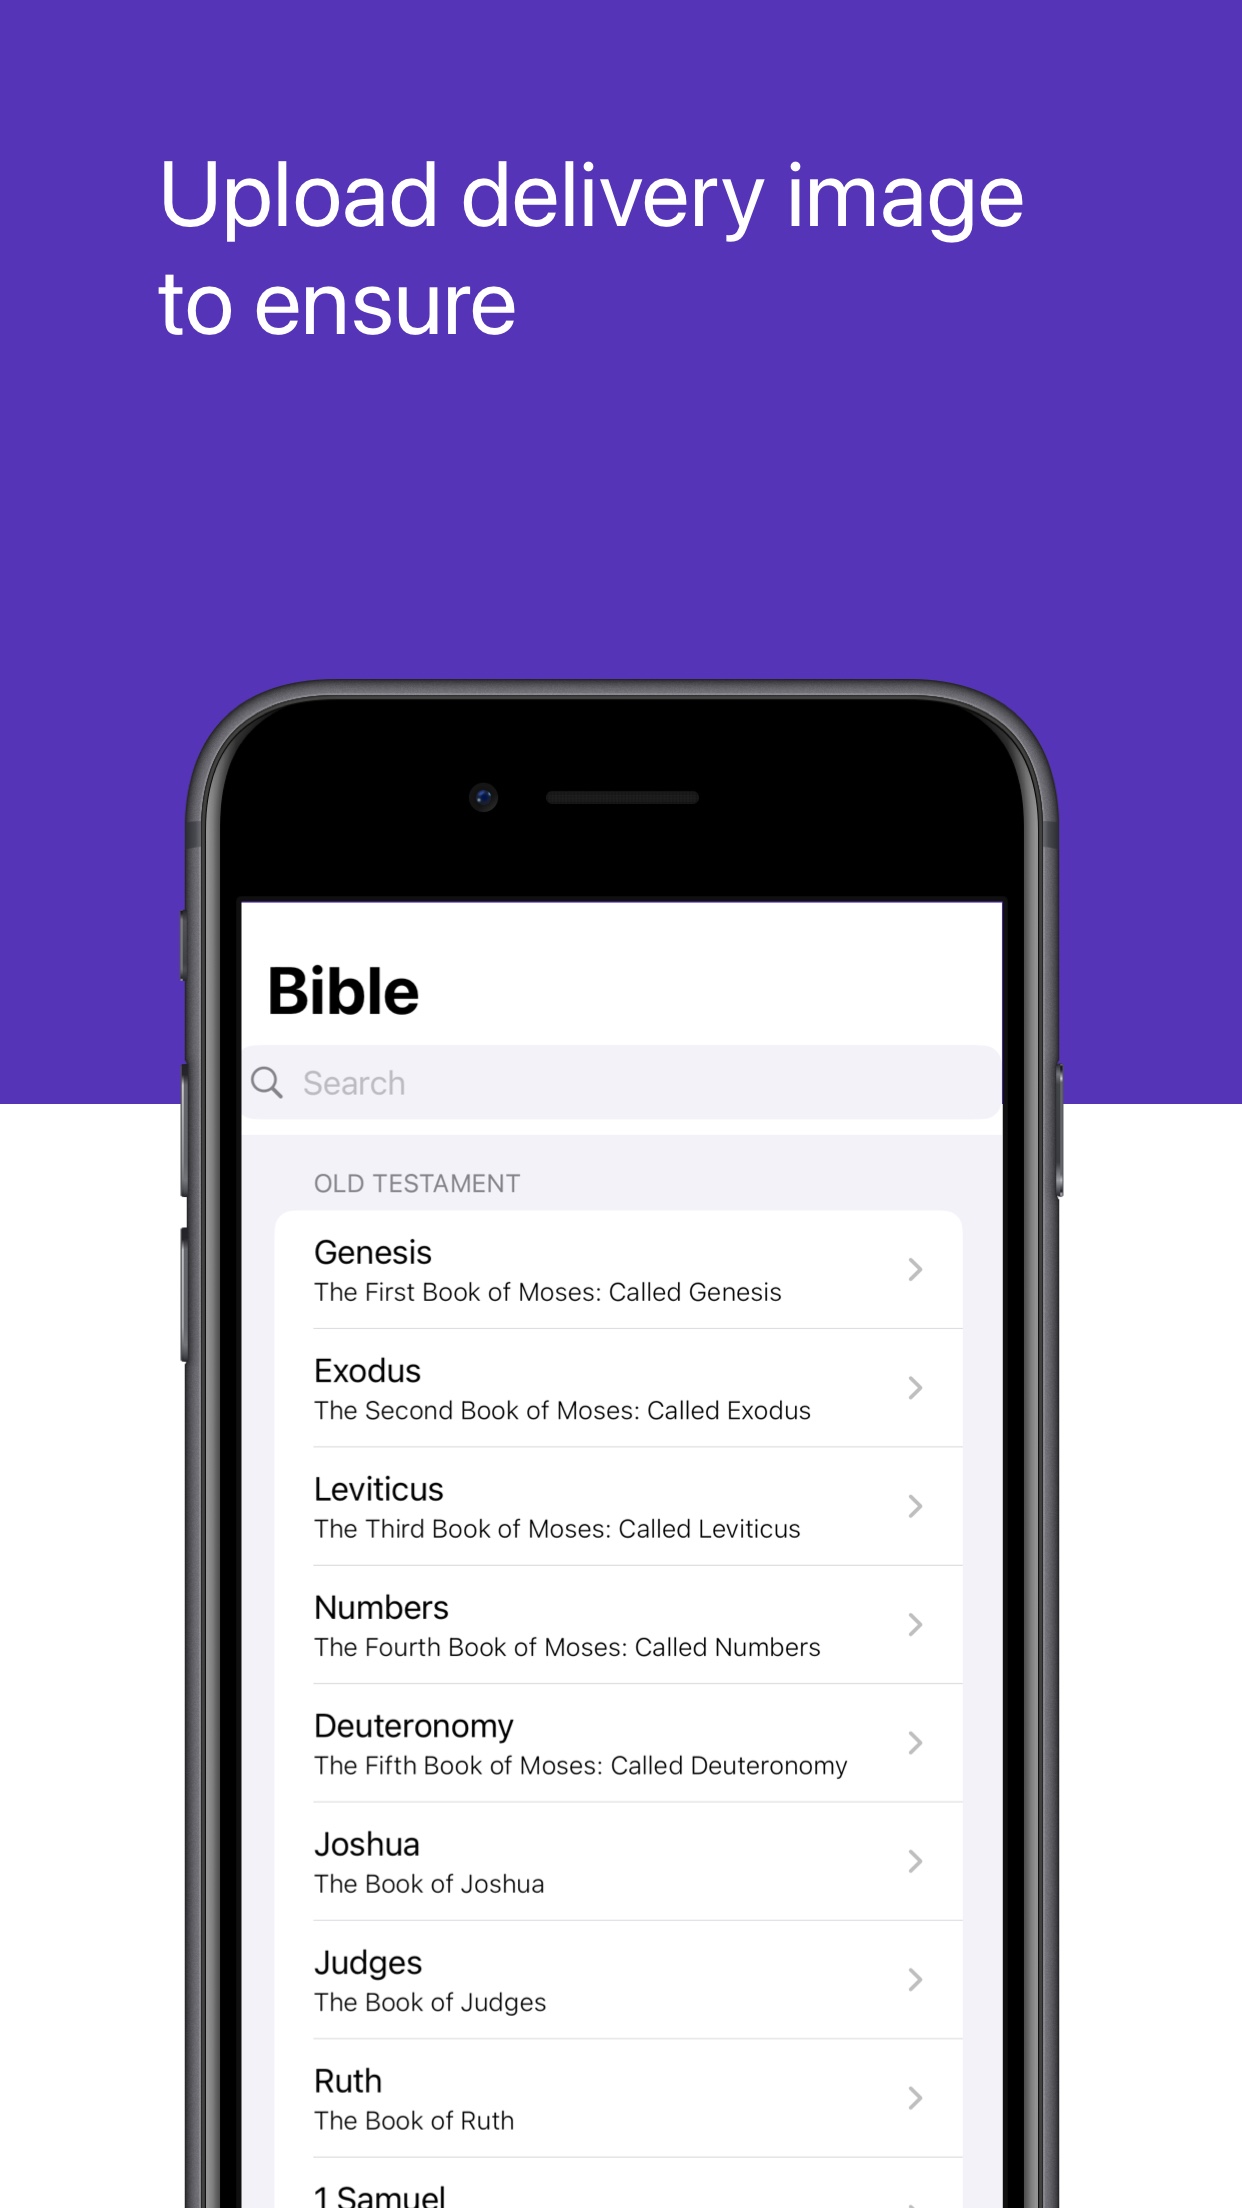 Upload delivery image
to ensure
Bible
Search
OLD TESTAMENT
Genesis
The First Book of Moses: Called Genesis
Exodus
The Second Book of Moses: Called Exodus
Leviticus
The Third Book of Moses: Called Leviticus
Numbers
The Fourth Book of Moses: Called Numbers
Deuteronomy
The Fifth Book of Moses: Called Deuteronomy
Joshua
The Book of Joshua
Judges
The Book of Judges
Ruth
The Book of Ruth
1 Samuel